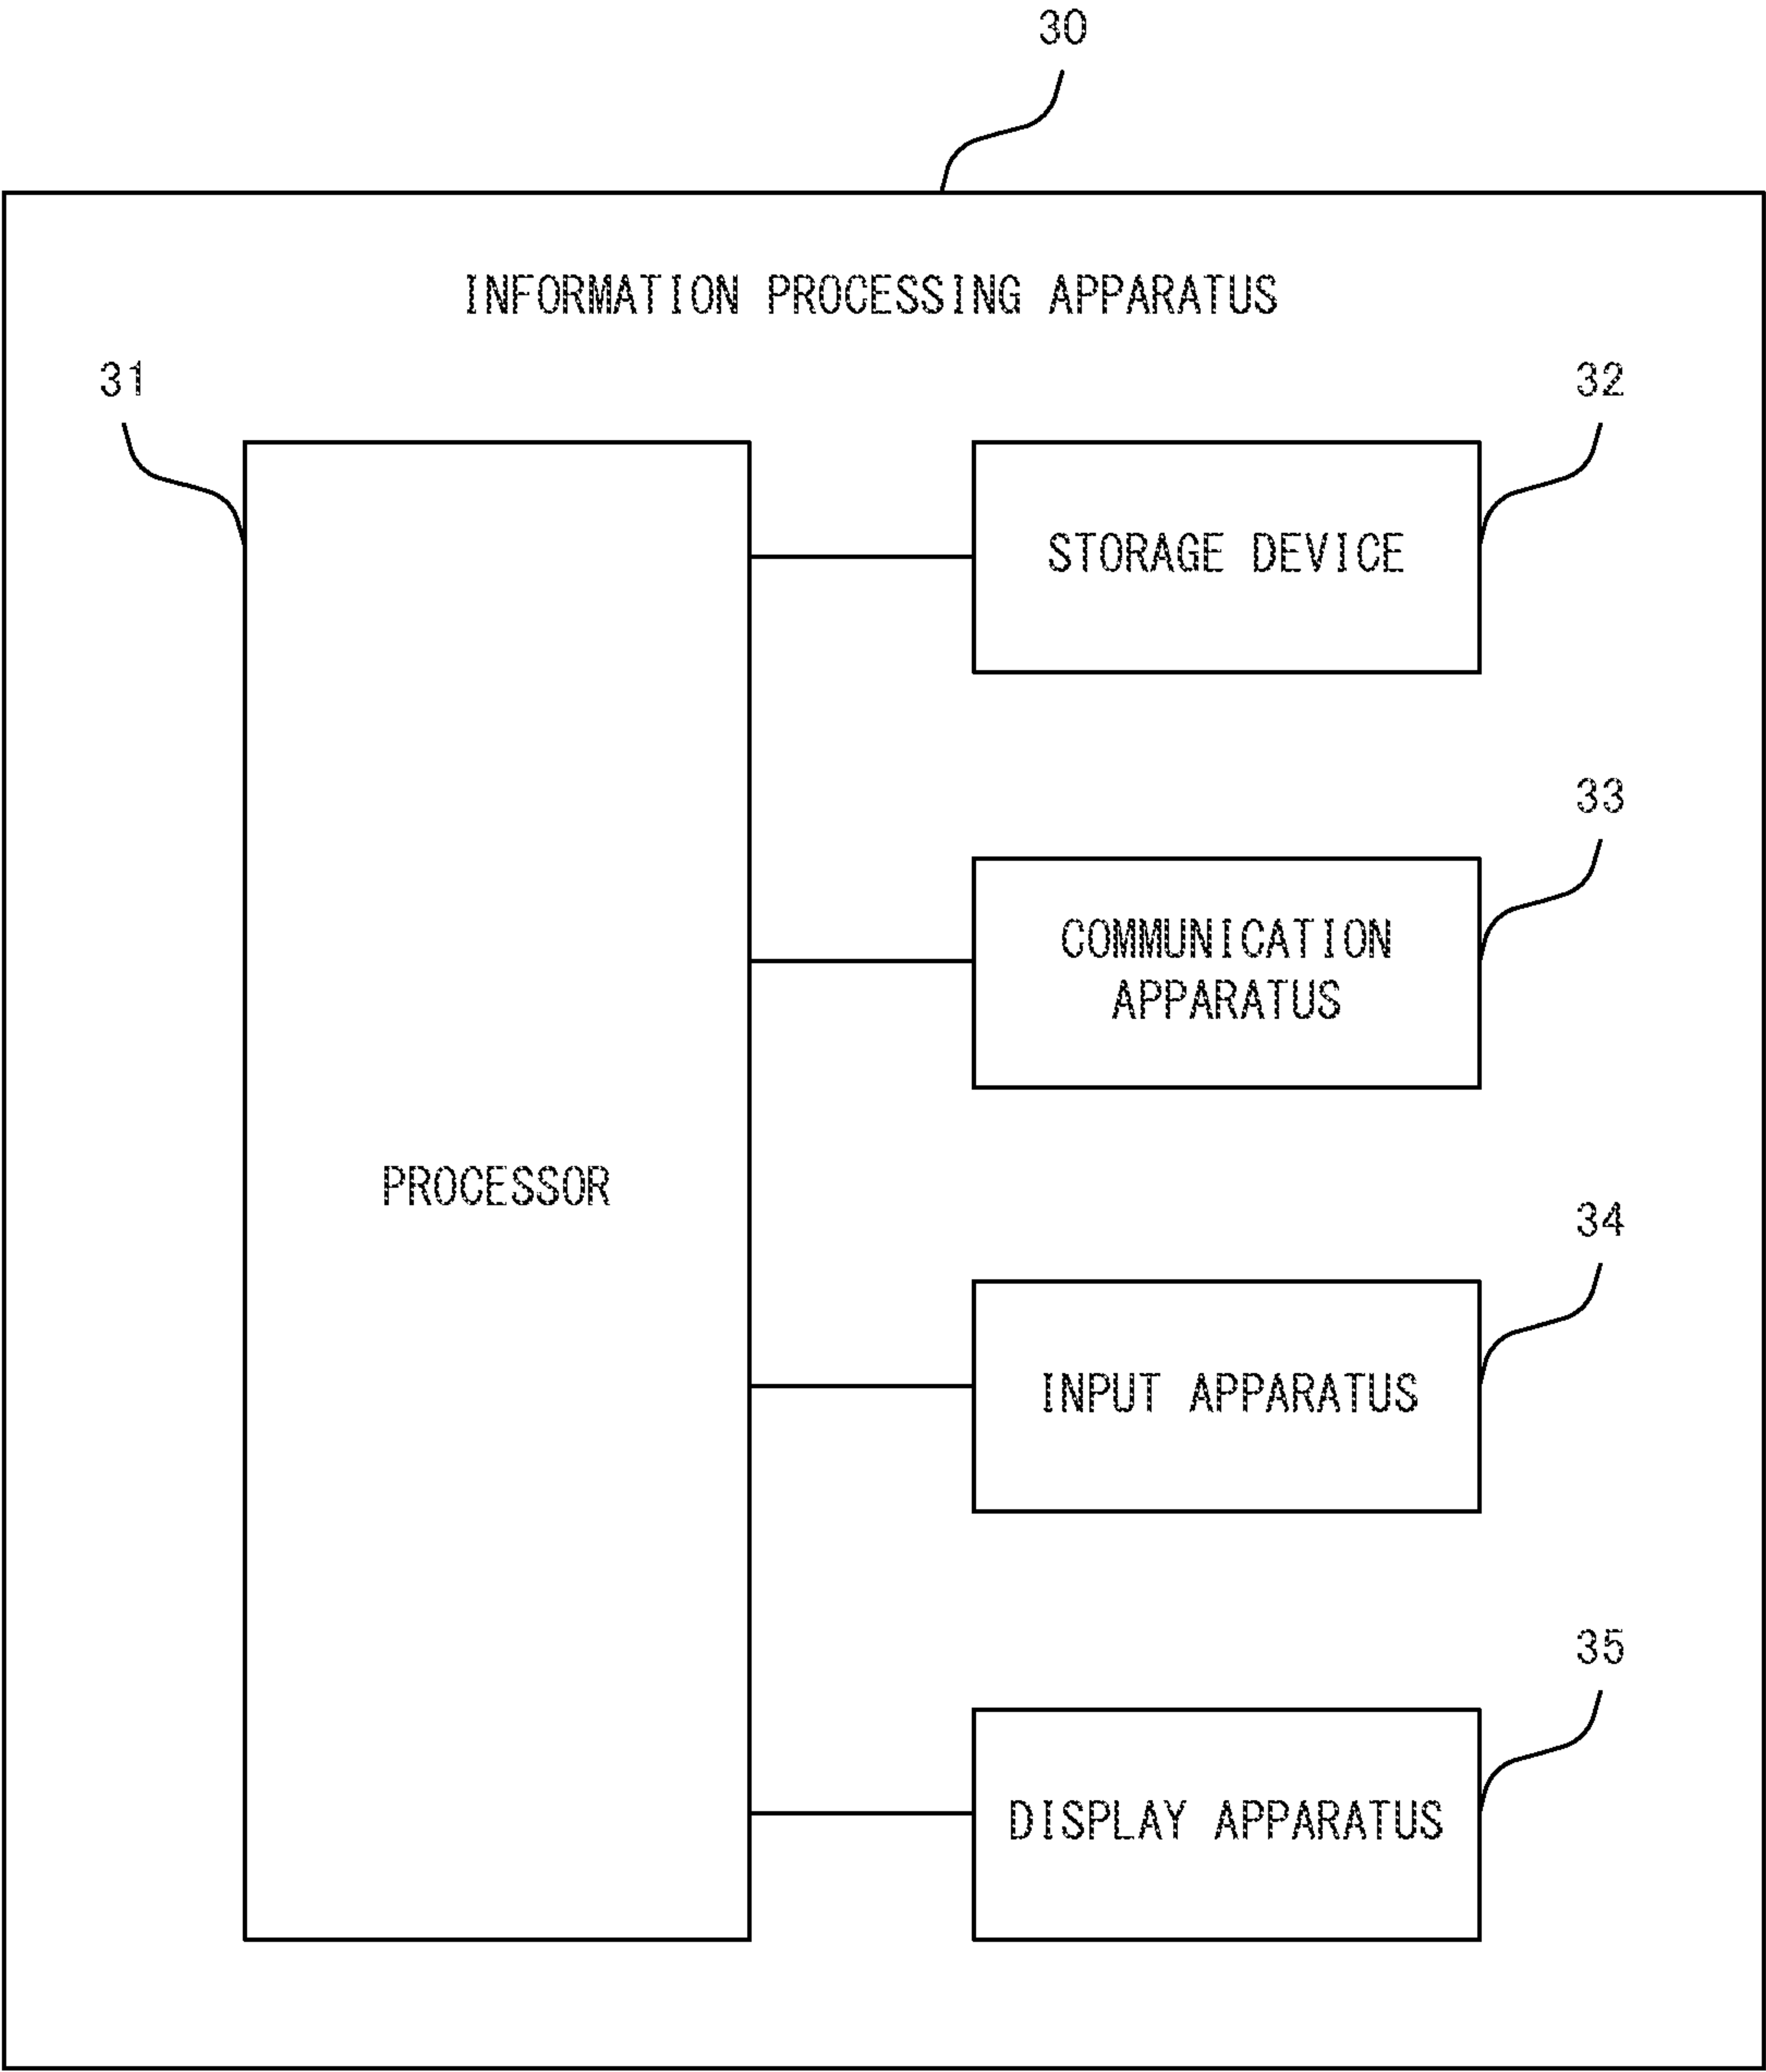 30
INFORMATION PROCESSING APPARATUS
31
32
STORAGE DEVICE
33
COMMUNICATION
APPARATUS
PROCESSOR
34
INPUT APPARATUS
35
DISPLAY APPARATUS